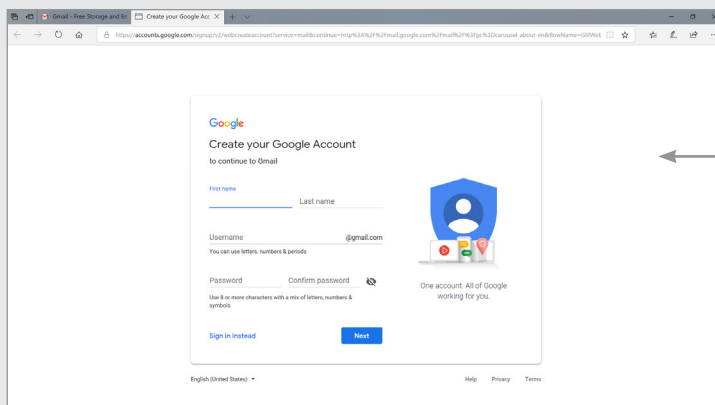 Gmail - Free Storage and Em
Create your Google Acc
https://accounts.google.com/signup/v2/webcreateaccount?service=mail&continue=http%3A%2F%2Fmail.google.com%2Fmail%2F%3Fpc%3Dcarousel-about-en&flowName=GlifWeb
Google
Create your Google Account
to continue to Gmail
First name
Last name
Username @gmail.com
You can use letters, numbers & periods
Password Confirm password
Use 8 or more characters with a mix of letters, numbers &
symbols
One account. All of Google
working for you.
Sign in instead Next
English (United States) Help Privacy Terms